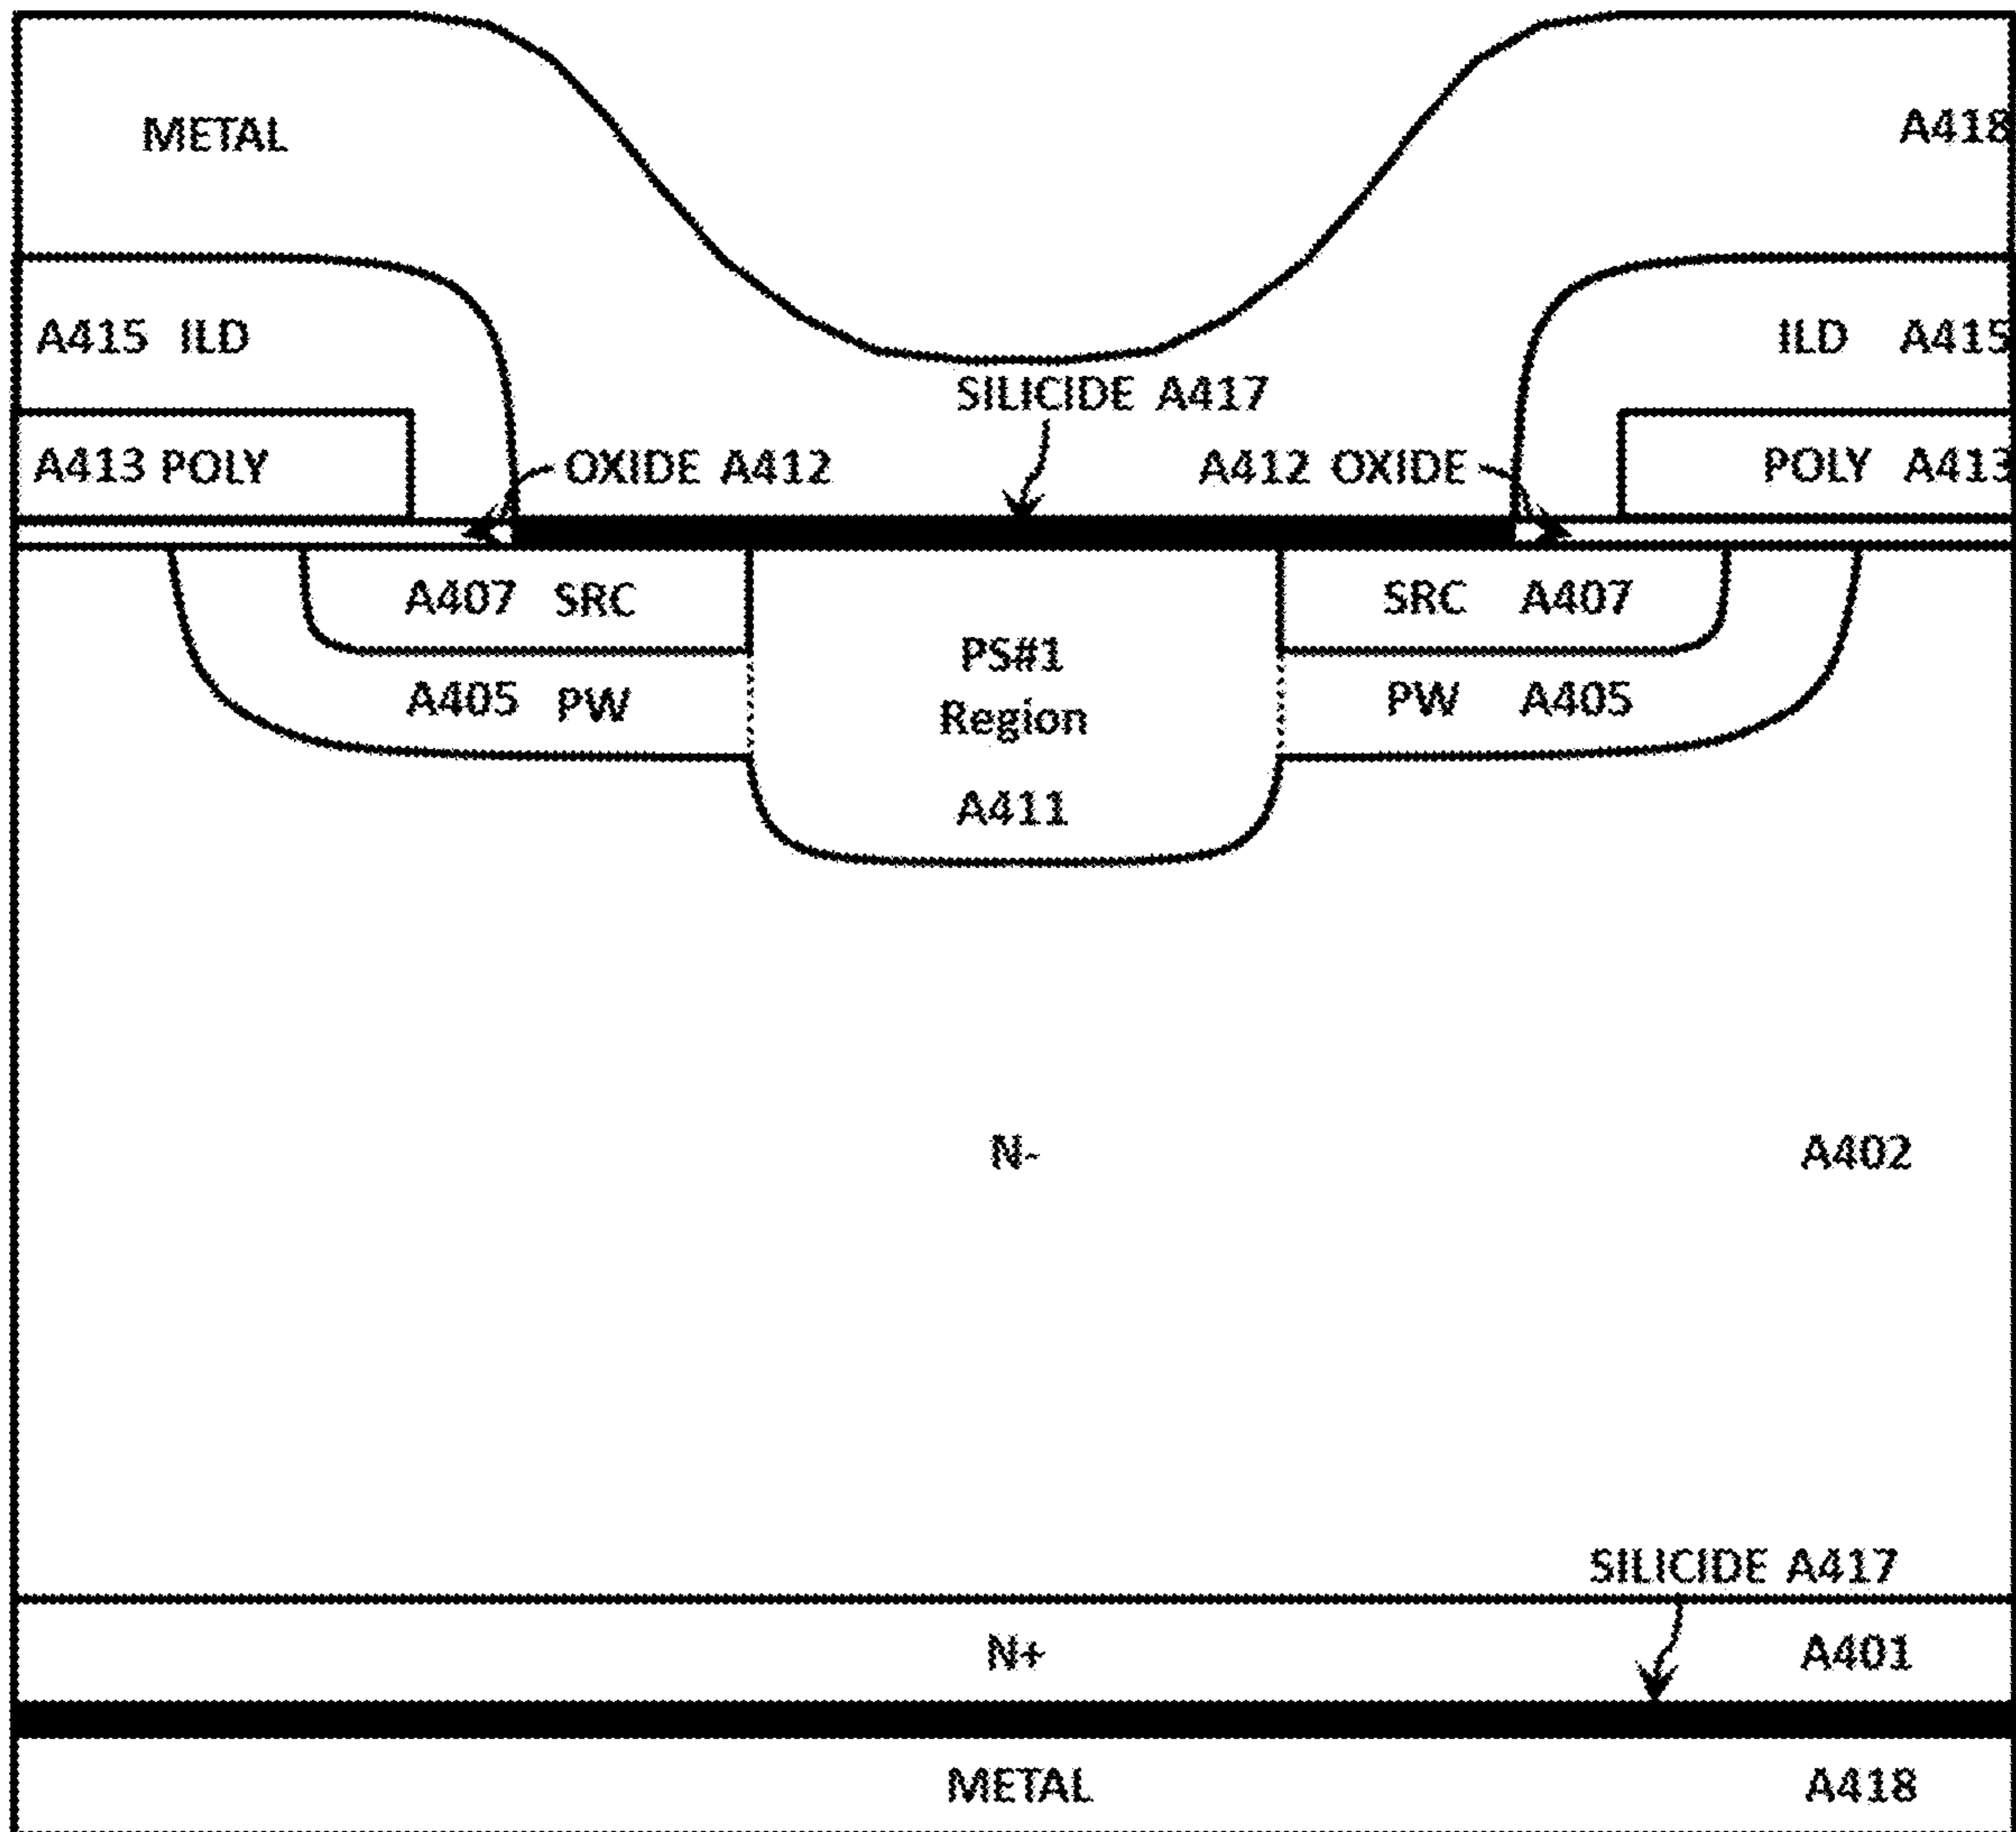 METAL A418
A415 ILD ILD A415
SILICIDE A417
A413 POLY OXIDE A412 A412 OXIDE POLY A413
A407 SRC SRC A407
PS#1
A405 PW Region PW A405
A411
N- A402
SILICIDE A417
N+ A401
METAL A418